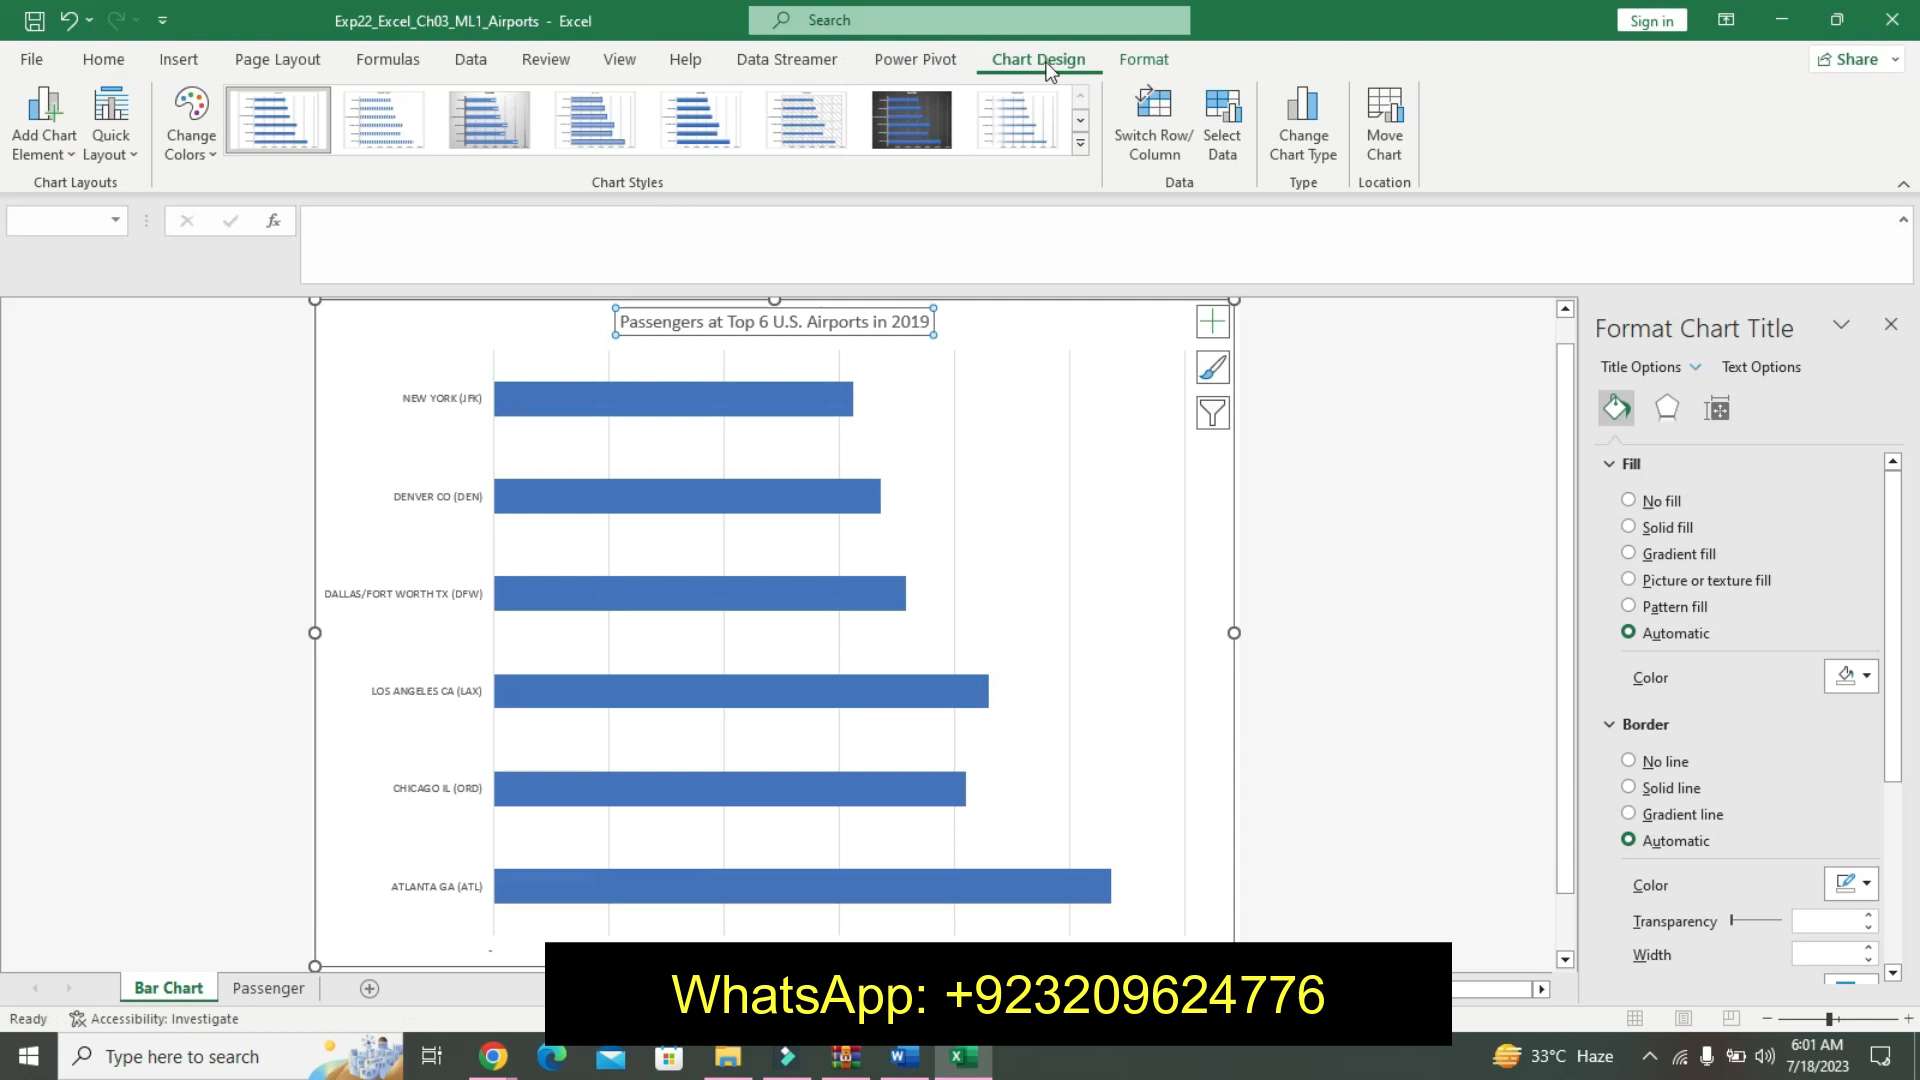 Exp22_Excel_Ch03_ML1_Airports - Excel
Search
Sign in
File Home Insert Page Layout Formulas Data Review View Help Data Streamer Power Pivot Chart Design Format
Share
Add Chart Element
Quick Layout
Change Colors
Switch Row/ Column
Select Data
Change Chart Type
Move Chart
Chart Layouts
Chart Styles
Data
Type
Location
fx
Passengers at Top 6 U.S. Airports in 2019
NEW YORK (JFK)
DENVER CO (DEN)
DALLAS/FORT WORTH TX (DFW)
LOS ANGELES CA (LAX)
CHICAGO IL (ORD)
ATLANTA GA (ATL)
-
Format Chart Title
Title Options Text Options
Fill
No fill
Solid fill
Gradient fill
Picture or texture fill
Pattern fill
Automatic
Color
Border
No line
Solid line
Gradient line
Automatic
Color
Transparency
Width
WhatsApp: +923209624776
Bar Chart Passenger
Ready Accessibility: Investigate
Type here to search
33°C Haze
6:01 AM
7/18/2023